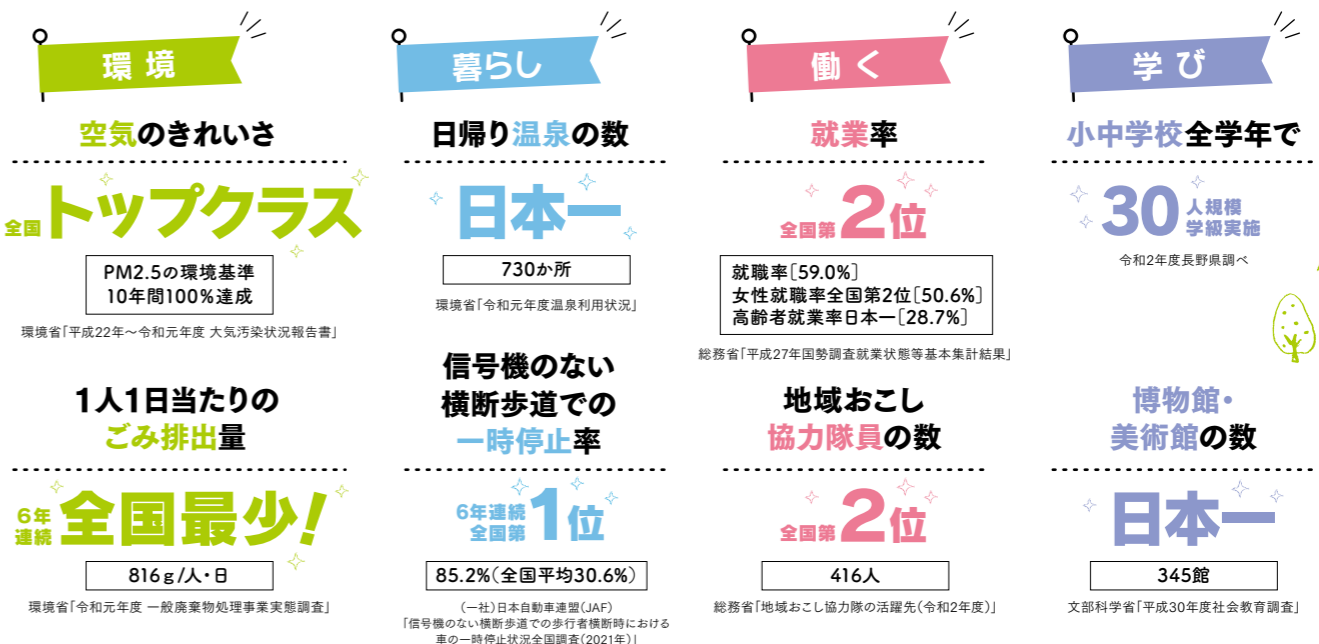 環境
空気のきれいさ
全国トップクラス
PM2.5の環境基準
10年間100%達成
環境省「平成22年~令和元年度 大気汚染状況報告書」
1人1日当たりの
ごみ排出量
6年
連続
全国最少!
816g/人・日
環境省「令和元年度 一般廃棄物処理事業実態調査」
暮らし
日帰り温泉の数
日本一
730か所
環境省「令和元年度温泉利用状況」
信号機のない
横断歩道での
一時停止率
6年連続
全国第1位
85.2%(全国平均30.6%)
(一社)日本自動車連盟(JAF)
「信号機のない横断歩道での歩行者横断時における
車の一時停止状況全国調査(2021年)」
働く
就業率
全国第2位
就職率[59.0%]
女性就職率全国第2位[50.6%]
高齢者就業率日本一[28.7%]
総務省「平成27年国勢調査就業状態等基本集計結果」
地域おこし
協力隊員の数
全国第2位
416人
総務省「地域おこし協力隊の活躍先(令和2年度)」
学び
小中学校全学年で
30人規模
学級実施
令和2年度長野県調べ
博物館・
美術館の数
日本一
345館
文部科学省「平成30年度社会教育調査」